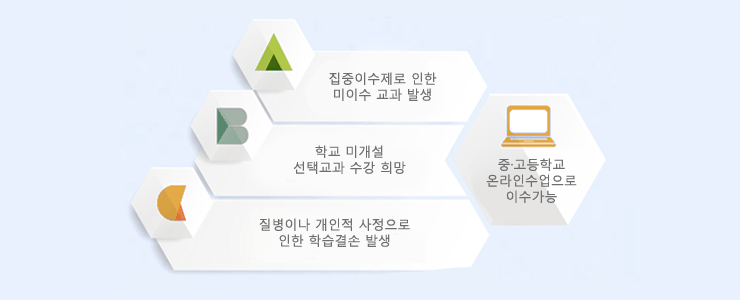 A
집중이수제로 인한
미이수 교과 발생
B
학교 미개설
선택교과 수강 희망
C
질병이나 개인적 사정으로
인한 학습결손 발생
중·고등학교
온라인수업으로
이수가능